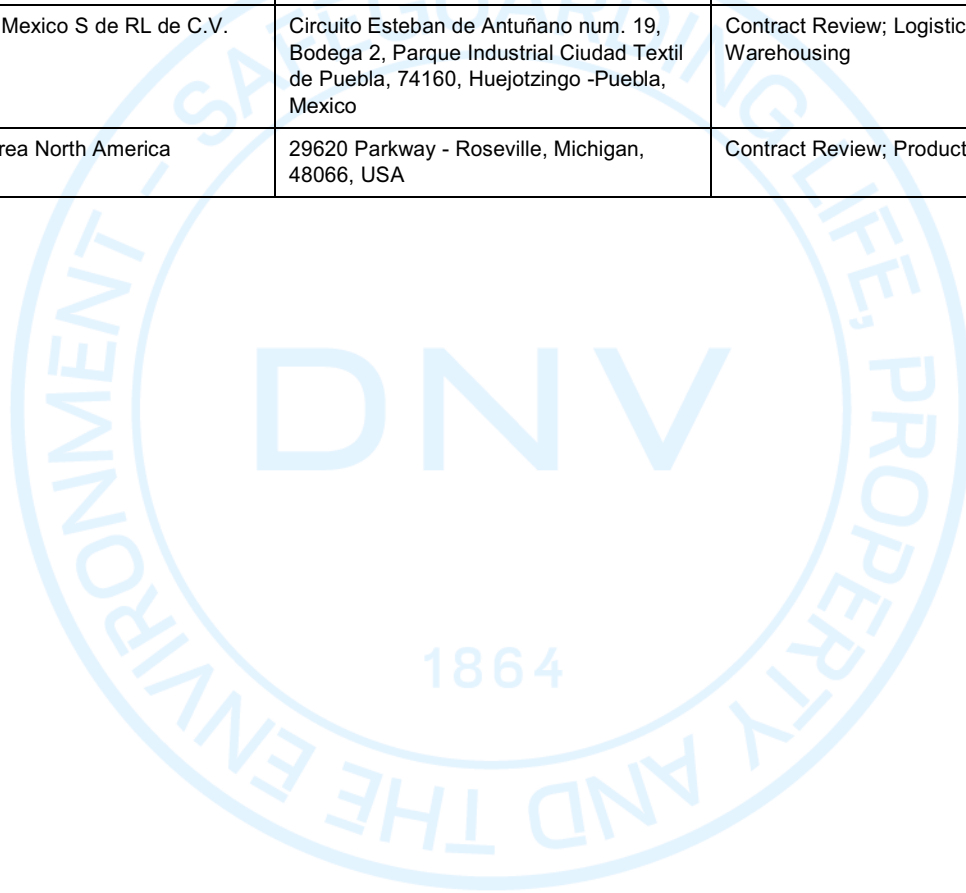 Mexico S de RL de C.V.
Circuito Esteban de Antuñano num. 19,
Bodega 2, Parque Industrial Ciudad Textil
de Puebla, 74160, Huejotzingo -Puebla,
Mexico
Contract Review; Logistic
Warehousing
rea North America
29620 Parkway - Roseville, Michigan,
48066, USA
Contract Review; Product
SAFEGUARDING LIFE, PROPERTY AND THE ENVIRONMENT –
DNV
1864